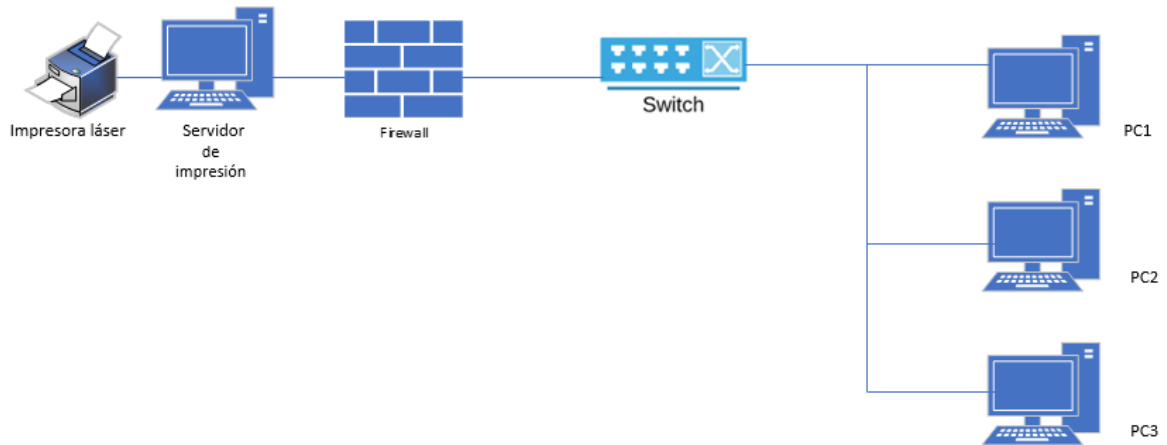 Impresora láser
Servidor
de
impresión
Firewall
Switch
PC1
PC2
PC3